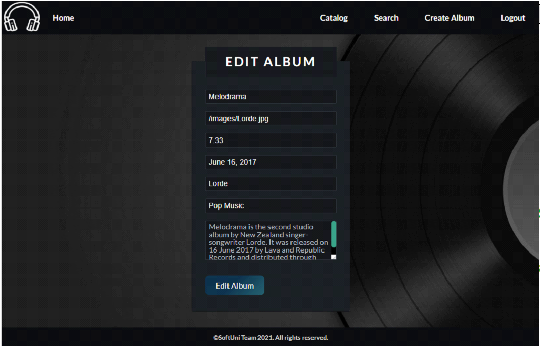 Home
Catalog
Search
Create Album
Logout
EDIT ALBUM
Melodrama
/images/Lorde.jpg
7.33
June 16, 2017
Lorde
Pop Music
Melodrama is the second studio
album by New Zealand singer
songwriter Lorde. It was released on
16 June 2017 by Lava and Republic
Records and distributed through
Edit Album
©SoftUni Team 2021. All rights reserved.